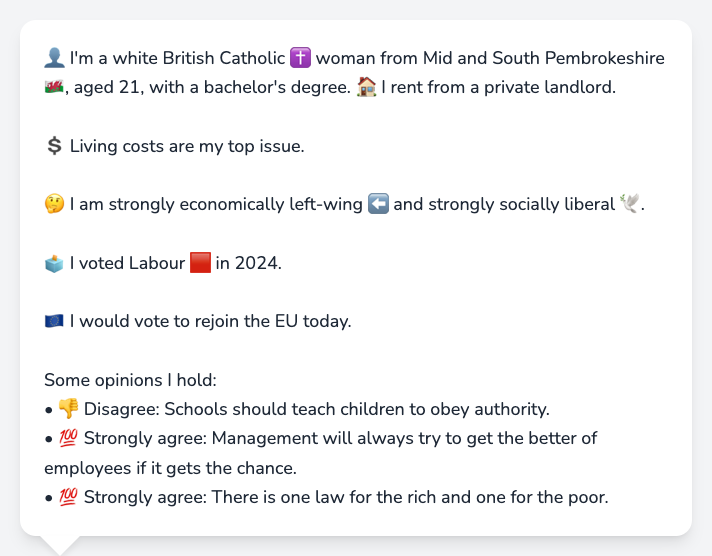 👤 I'm a white British Catholic ✝️ woman from Mid and South Pembrokeshire
🏴󠁧󠁢󠁷󠁬󠁳󠁿, aged 21, with a bachelor's degree. 🏠 I rent from a private landlord.
💲 Living costs are my top issue.
🤔 I am strongly economically left-wing ⬅️ and strongly socially liberal 🕊️.
🗳️ I voted Labour 🟥 in 2024.
🇪🇺 I would vote to rejoin the EU today.
Some opinions I hold:
• 👎 Disagree: Schools should teach children to obey authority.
• 💯 Strongly agree: Management will always try to get the better of
employees if it gets the chance.
• 💯 Strongly agree: There is one law for the rich and one for the poor.